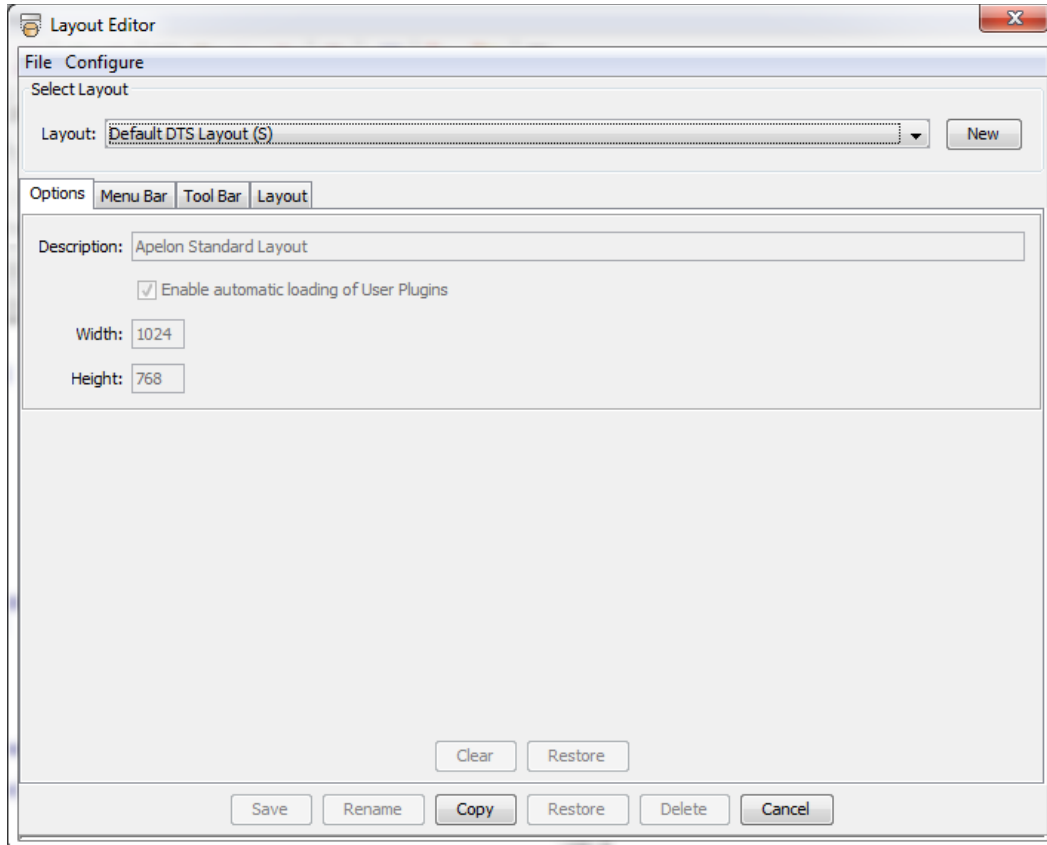 Layout Editor
File Configure
Select Layout
Layout: Default DTS Layout (S) New
Options Menu Bar Tool Bar Layout
Description: Apelon Standard Layout
Enable automatic loading of User Plugins
Width: 1024
Height: 768
Clear Restore
Save Rename Copy Restore Delete Cancel